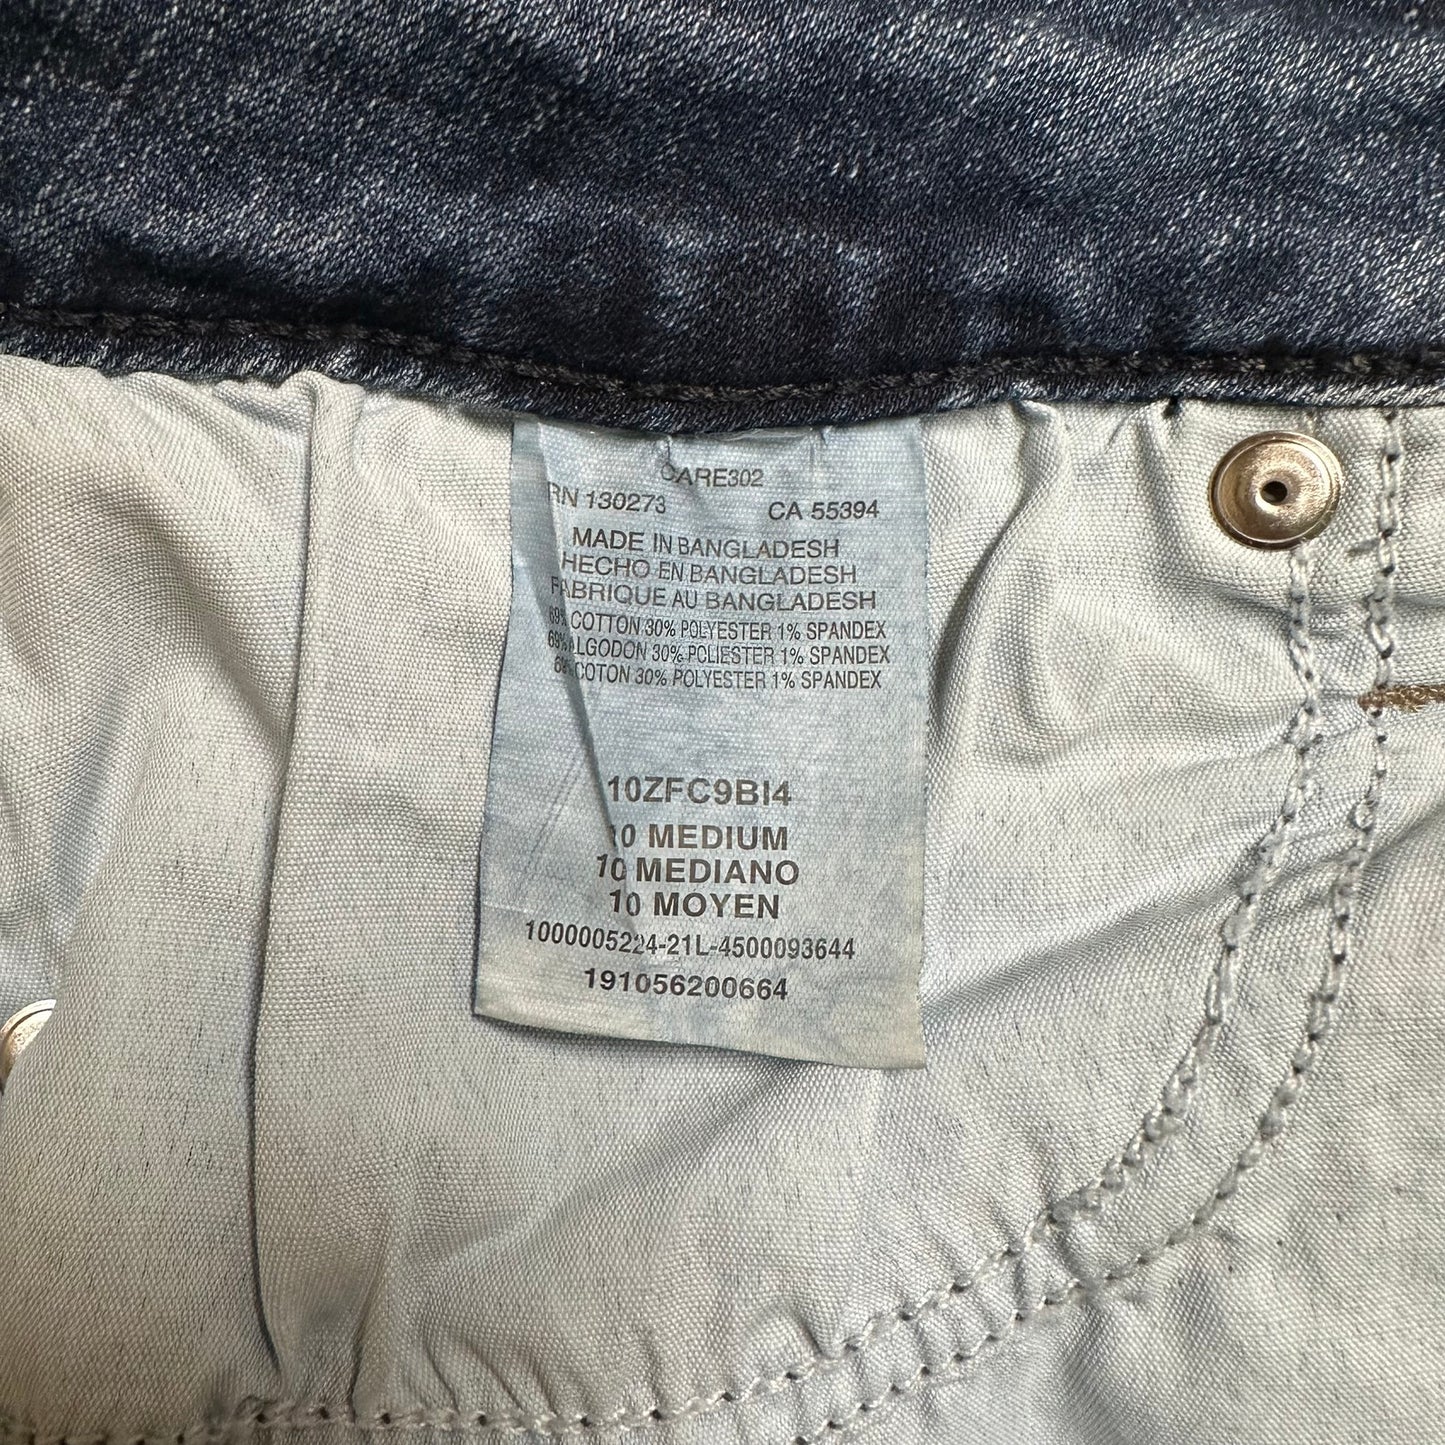 CARE302
RN 130273 CA 55394
MADE IN BANGLADESH
HECHO EN BANGLADESH
FABRIQUE AU BANGLADESH
69% COTTON 30% POLYESTER 1% SPANDEX
69% ALGODON 30% POLIESTER 1% SPANDEX
69% COTON 30% POLYESTER 1% SPANDEX
10ZFC9BI4
10 MEDIUM
10 MEDIANO
10 MOYEN
1000005224-21L-4500093644
191056200664